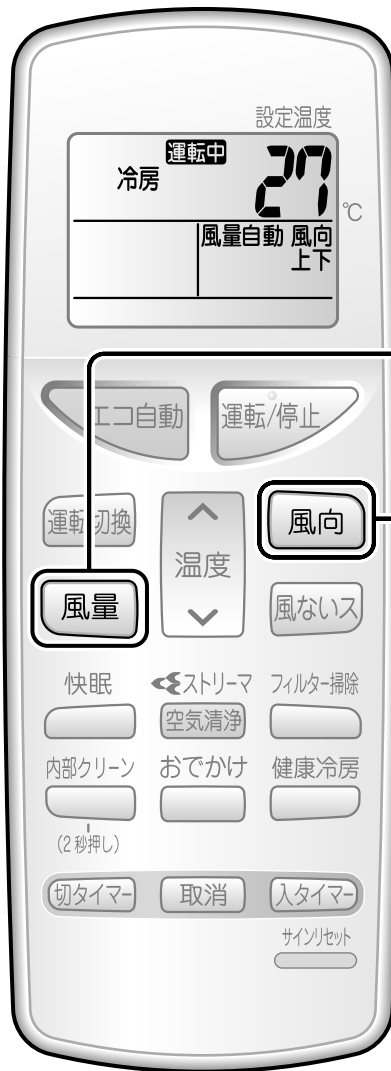 設定温度
運転中
冷房
27
℃
風量自動 風向
上下
エコ自動
運転/停止
運転切換
温度
風向
風量
風ないス
快眠
ストリーマ
空気清浄
フィルター掃除
内部クリーン
(2秒押し)
おでかけ
健康冷房
切タイマー
取消
入タイマー
サインリセット